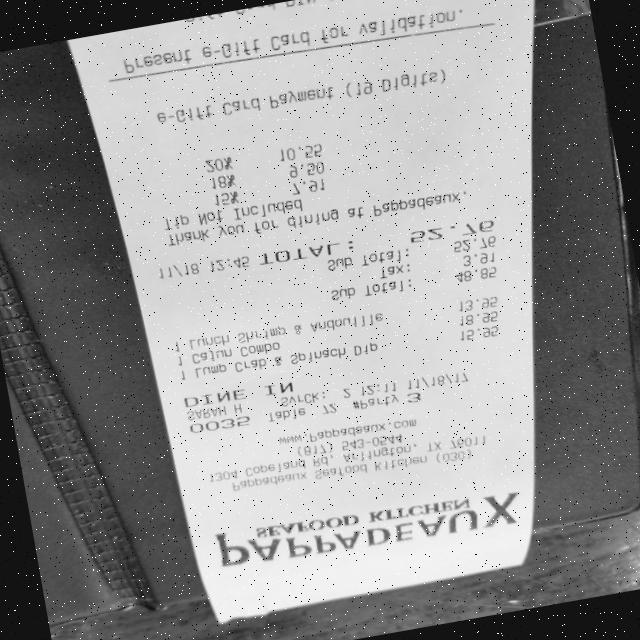 PAPPADEAUX
SEAFOOD KITCHEN
Pappadeaux Seafood Kitchen (030)
1304 Copeland Rd, Arlington, TX 76011
(817) 543-0544
www.Pappadeaux.com
0035 Table 72 #Party 3
SARAH H SvrCk: 2 12:11 11/18/17
DINE IN
1 Lump Crab & Spinach Dip 15.95
1 Cajun Combo 18.95
1 Lunch Shrimp & Andouille 13.95
Sub Total: 48.85
Tax: 3.91
Sub Total: 52.76
11/18 12:45 TOTAL: 52.76
Thank you for dining at Pappadeaux.
Tip Not Included
15% 7.91
18% 9.50
20% 10.55
e-Gift Card Payment (19 Digits)
Present e-Gift Card for validation.